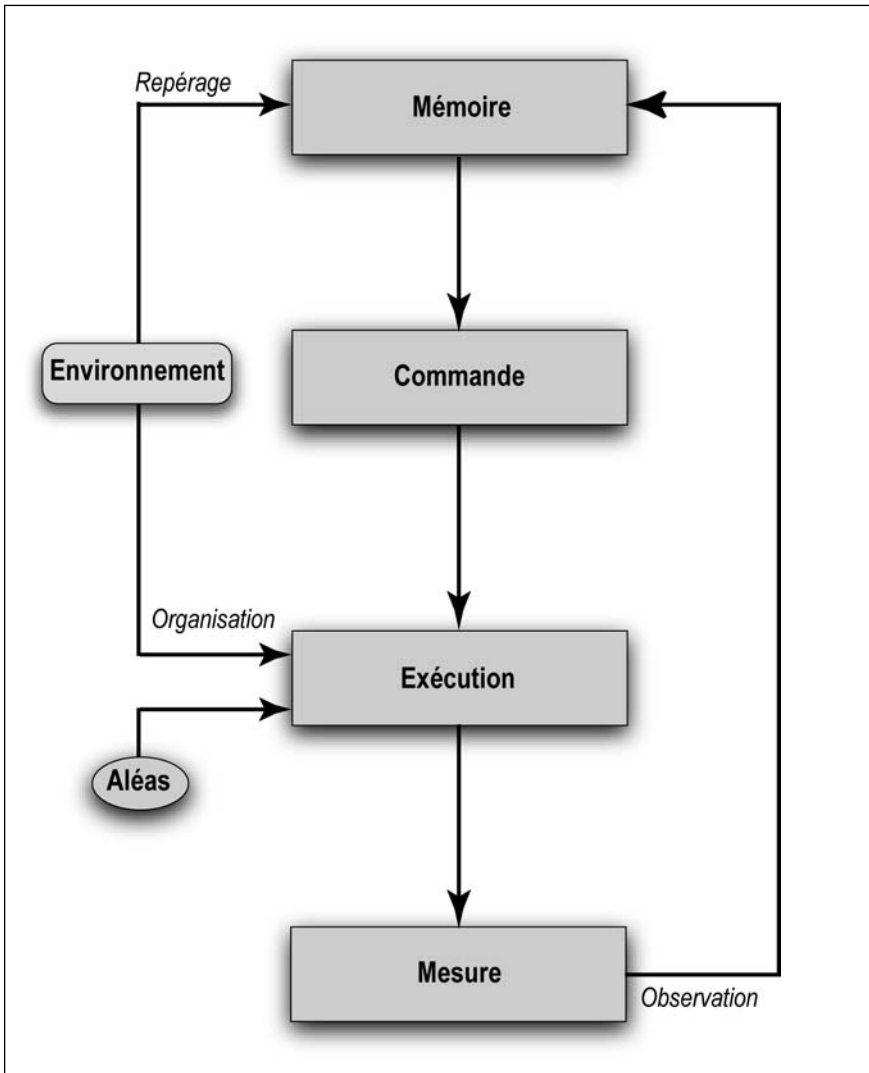 Repérage
Mémoire
Environnement
Commande
Organisation
Exécution
Aléas
Mesure
Observation